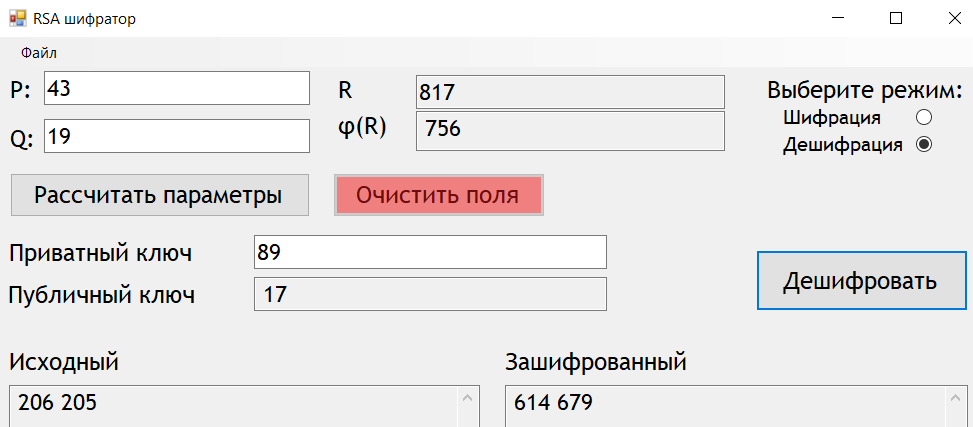 RSA шифратор
Файл
P: 43
R 817
Выберите режим:
Шифрация
Q: 19
φ(R) 756
Дешифрация
Рассчитать параметры
Очистить поля
Приватный ключ 89
Публичный ключ 17
Дешифровать
Исходный
Зашифрованный
206 205
614 679